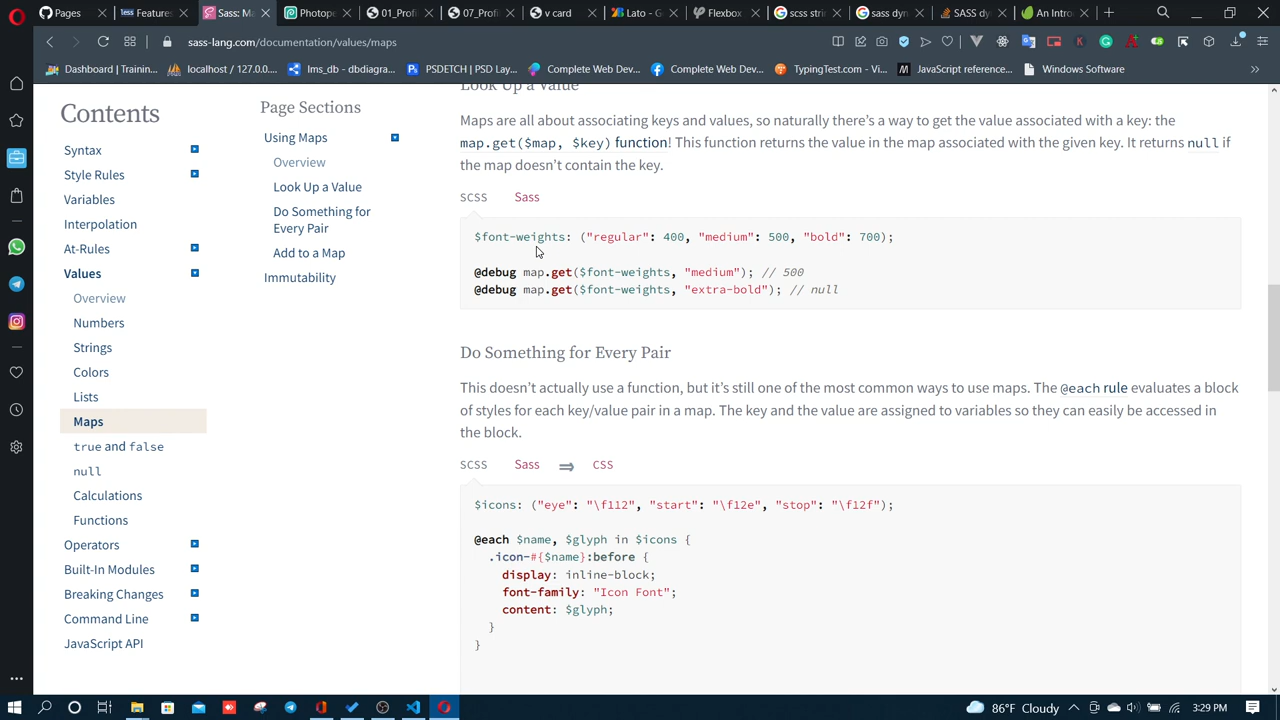 Pages
Features
Sass: Ma
Photope
01_Profi
07_Profi
v card
Lato - G
Flexbox
scss stri
sass dyn
SASS dy
An Intro
sass-lang.com/documentation/values/maps
Dashboard | Trainin...
localhost / 127.0.0....
lms_db - dbdiagra...
PSDETCH | PSD Lay...
Complete Web Dev...
Complete Web Dev...
TypingTest.com - Vi...
JavaScript reference...
Windows Software
Contents
Syntax
Style Rules
Variables
Interpolation
At-Rules
Values
Overview
Numbers
Strings
Colors
Lists
Maps
true and false
null
Calculations
Functions
Operators
Built-In Modules
Breaking Changes
Command Line
JavaScript API
Page Sections
Using Maps
Overview
Look Up a Value
Do Something for
Every Pair
Add to a Map
Immutability
Look Up a Value
Maps are all about associating keys and values, so naturally there's a way to get the value associated with a key: the
map.get($map, $key) function! This function returns the value in the map associated with the given key. It returns null if
the map doesn't contain the key.
SCSS Sass
$font-weights: ("regular": 400, "medium": 500, "bold": 700);
@debug map.get($font-weights, "medium"); // 500
@debug map.get($font-weights, "extra-bold"); // null
Do Something for Every Pair
This doesn't actually use a function, but it's still one of the most common ways to use maps. The @each rule evaluates a block
of styles for each key/value pair in a map. The key and the value are assigned to variables so they can easily be accessed in
the block.
SCSS Sass CSS
$icons: ("eye": "\f112", "start": "\f12e", "stop": "\f12f");
@each $name, $glyph in $icons {
.icon-#{$name}:before {
display: inline-block;
font-family: "Icon Font";
content: $glyph;
}
}
86°F Cloudy
3:29 PM